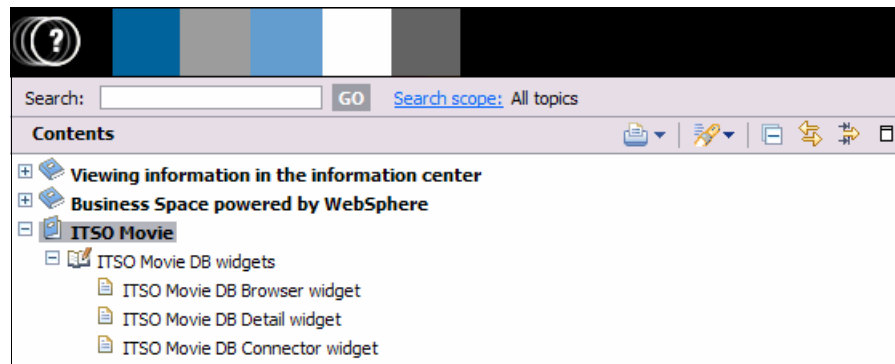 Search: GO Search scope: All topics
Contents
Viewing information in the information center
Business Space powered by WebSphere
ITSO Movie
ITSO Movie DB widgets
ITSO Movie DB Browser widget
ITSO Movie DB Detail widget
ITSO Movie DB Connector widget